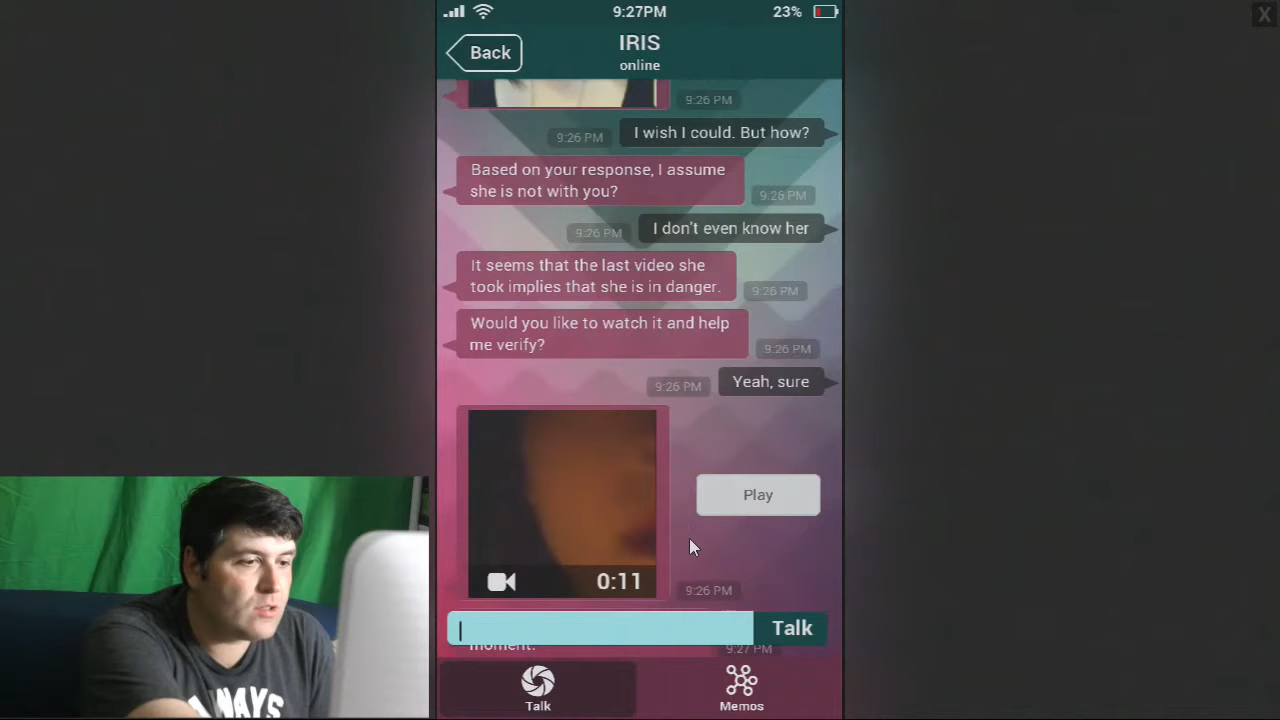 9:27PM
23%
X
Back
IRIS
online
9:26 PM
I wish I could. But how?
9:26 PM
Based on your response, I assume
she is not with you?
9:26 PM
I don't even know her
9:26 PM
It seems that the last video she
took implies that she is in danger.
9:26 PM
Would you like to watch it and help
me verify?
9:26 PM
Yeah, sure
9:26 PM
Play
0:11
9:26 PM
Talk
moment.
9:27 PM
Talk
Memos